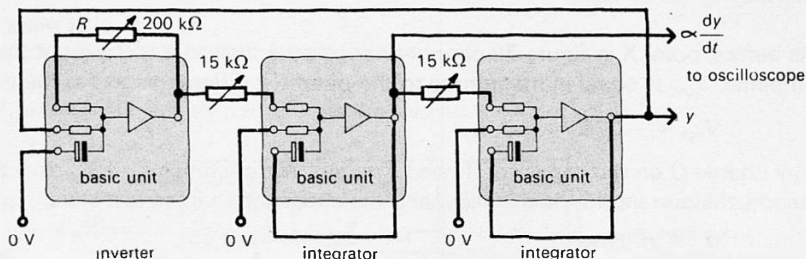 R 200 kΩ
15 kΩ
15 kΩ
∝ dy/dt
to oscilloscope
y
basic unit
basic unit
basic unit
0 V
0 V
0 V
inverter
integrator
integrator